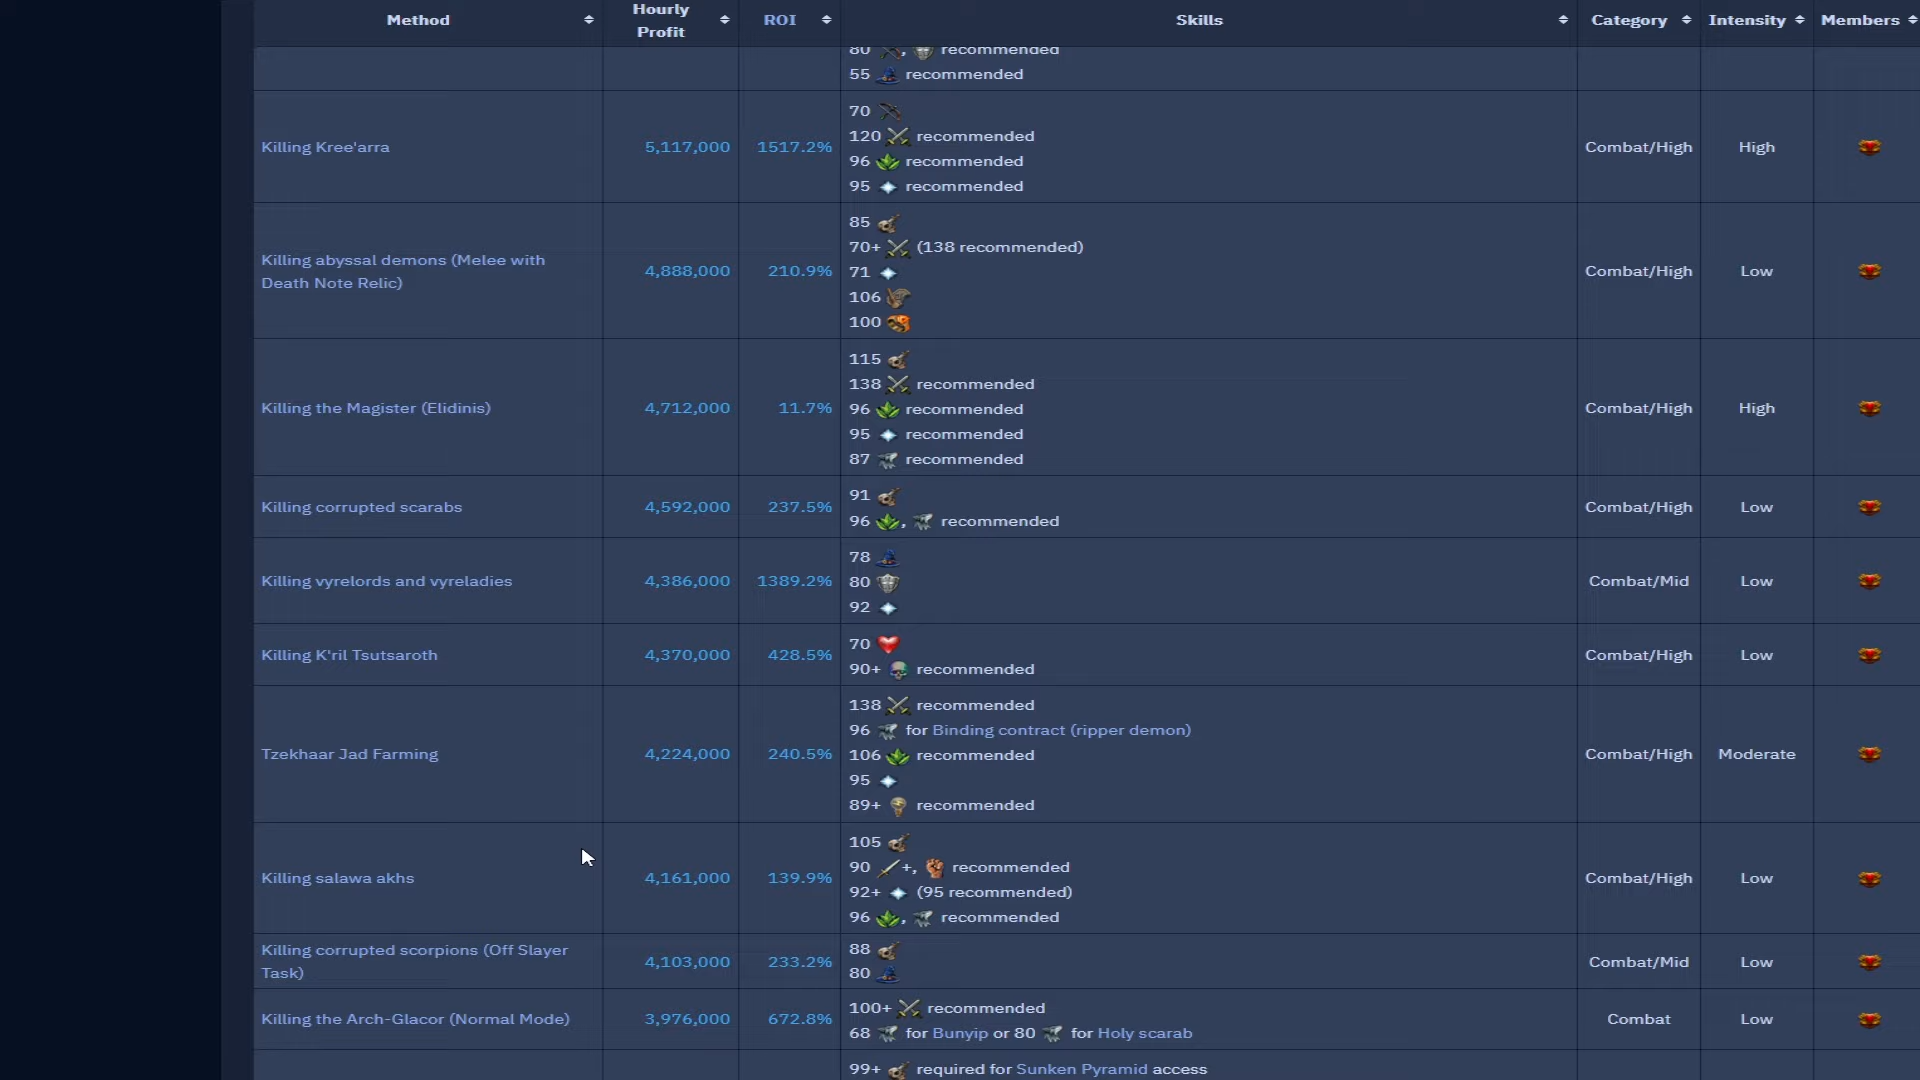 Method
Hourly Profit
ROI
Skills
Category
Intensity
Members
80 , recommended
55 recommended
Killing Kree'arra
5,117,000
1517.2%
70
120 recommended
96 recommended
95 recommended
Combat/High
High
Killing abyssal demons (Melee with
Death Note Relic)
4,888,000
210.9%
85
70+ (138 recommended)
71
106
100
Combat/High
Low
Killing the Magister (Elidinis)
4,712,000
11.7%
115
138 recommended
96 recommended
95 recommended
87 recommended
Combat/High
High
Killing corrupted scarabs
4,592,000
237.5%
91
96 , recommended
Combat/High
Low
Killing vyrelords and vyreladies
4,386,000
1389.2%
78
80
92
Combat/Mid
Low
Killing K'ril Tsutsaroth
4,370,000
428.5%
70
90+ recommended
Combat/High
Low
Tzekhaar Jad Farming
4,224,000
240.5%
138 recommended
96 for Binding contract (ripper demon)
106 recommended
95
89+ recommended
Combat/High
Moderate
Killing salawa akhs
4,161,000
139.9%
105
90 +, recommended
92+ (95 recommended)
96 , recommended
Combat/High
Low
Killing corrupted scorpions (Off Slayer
Task)
4,103,000
233.2%
88
80
Combat/Mid
Low
Killing the Arch-Glacor (Normal Mode)
3,976,000
672.8%
100+ recommended
68 for Bunyip or 80 for Holy scarab
Combat
Low
99+ required for Sunken Pyramid access